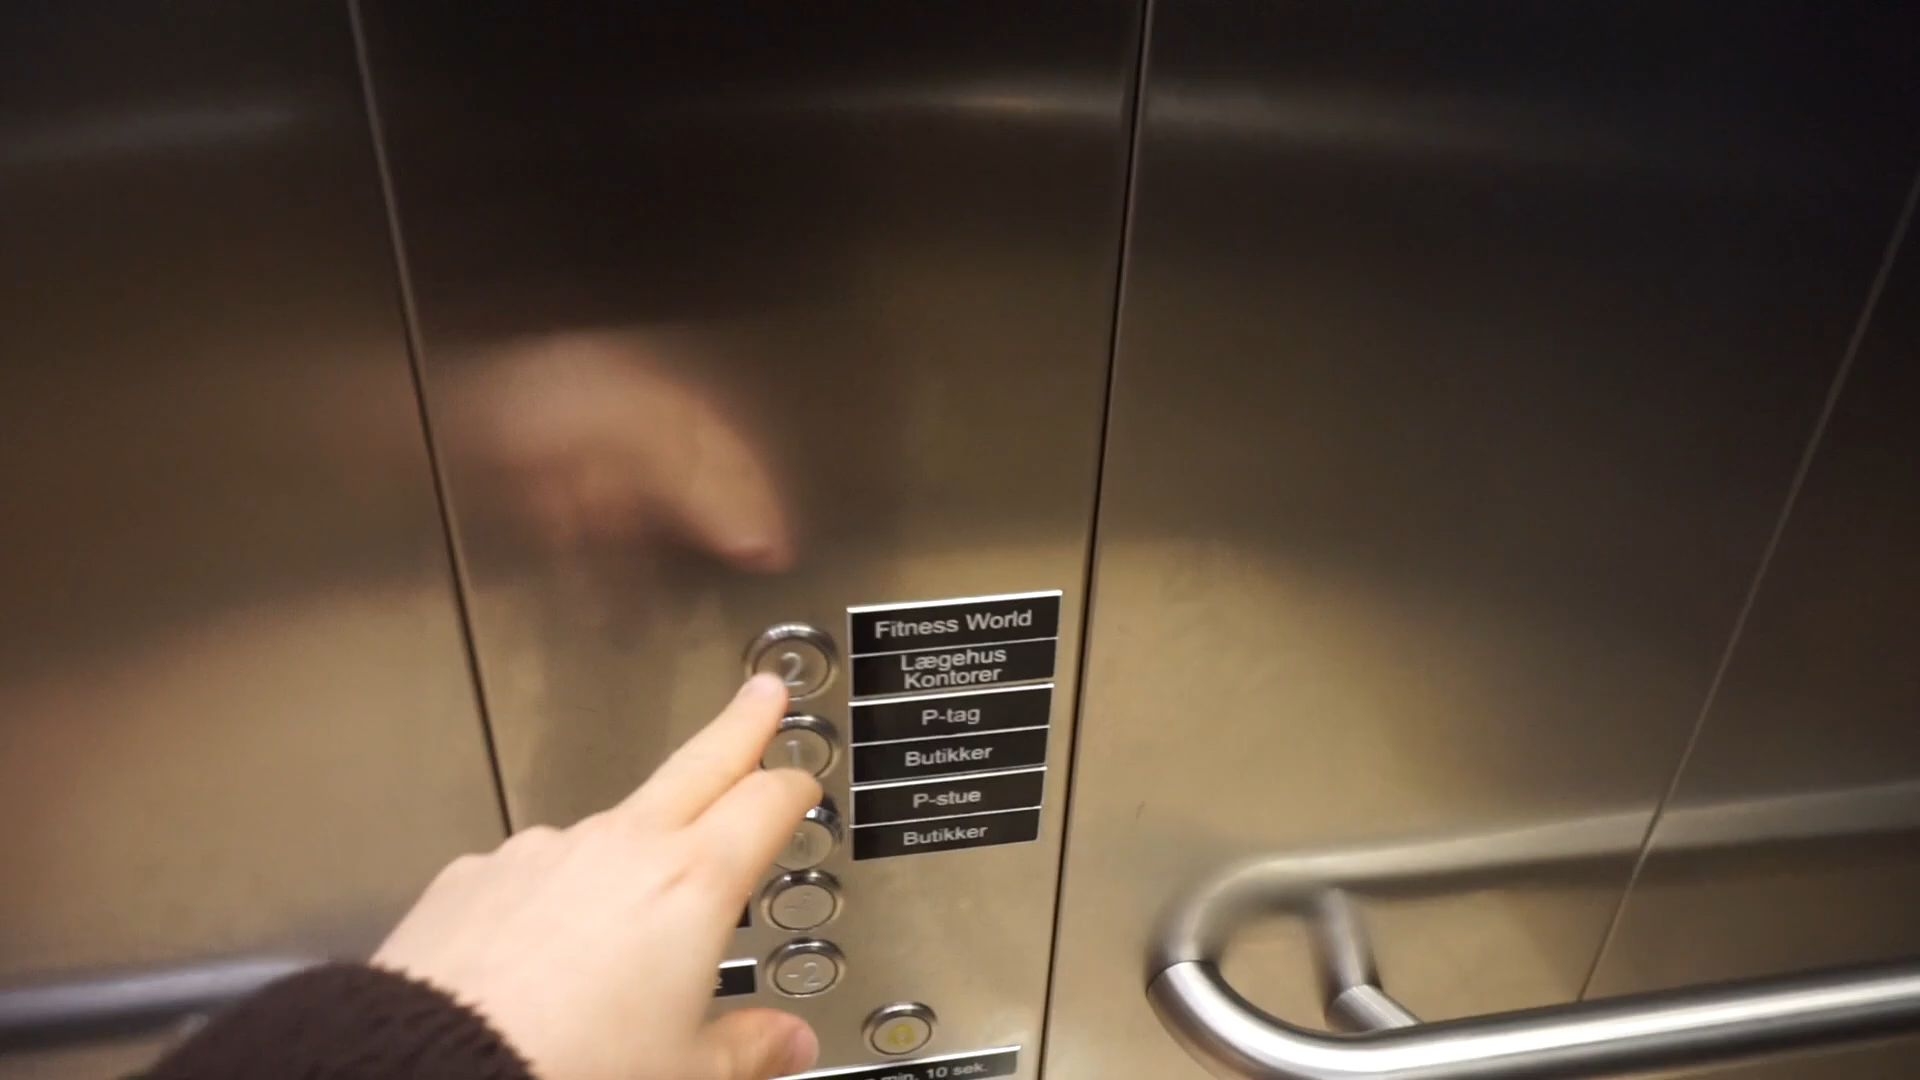 2
Fitness World
Lægehus
Kontorer
1
P-tag
Butikker
P-stue
Butikker
-2
min. 10 sek.